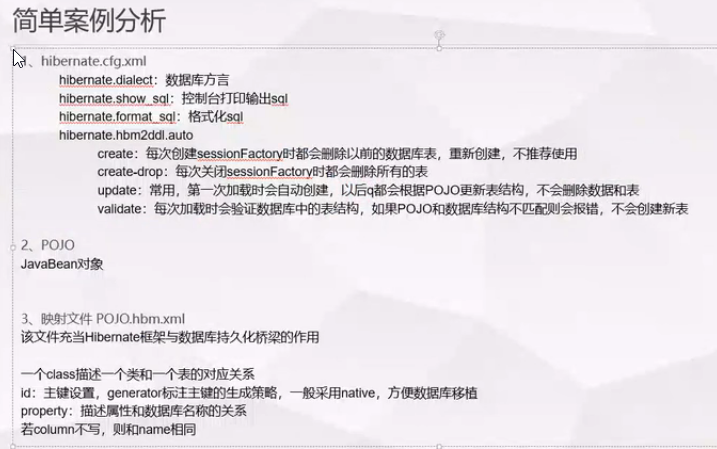 简单案例分析
1、hibernate.cfg.xml
hibernate.dialect：数据库方言
hibernate.show_sql：控制台打印输出sql
hibernate.format_sql：格式化sql
hibernate.hbm2ddl.auto
create：每次创建sessionFactory时都会删除以前的数据库表，重新创建，不推荐使用
create-drop：每次关闭sessionFactory时都会删除所有的表
update：常用，第一次加载时会自动创建，以后q都会根据POJO更新表结构，不会删除数据和表
validate：每次加载时会验证数据库中的表结构，如果POJO和数据库结构不匹配则会报错，不会创建新表
2、POJO
JavaBean对象
3、映射文件 POJO.hbm.xml
该文件充当Hibernate框架与数据库持久化桥梁的作用
一个class描述一个类和一个表的对应关系
id：主键设置，generator标注主键的生成策略，一般采用native，方便数据库移植
property：描述属性和数据库名称的关系
若column不写，则和name相同